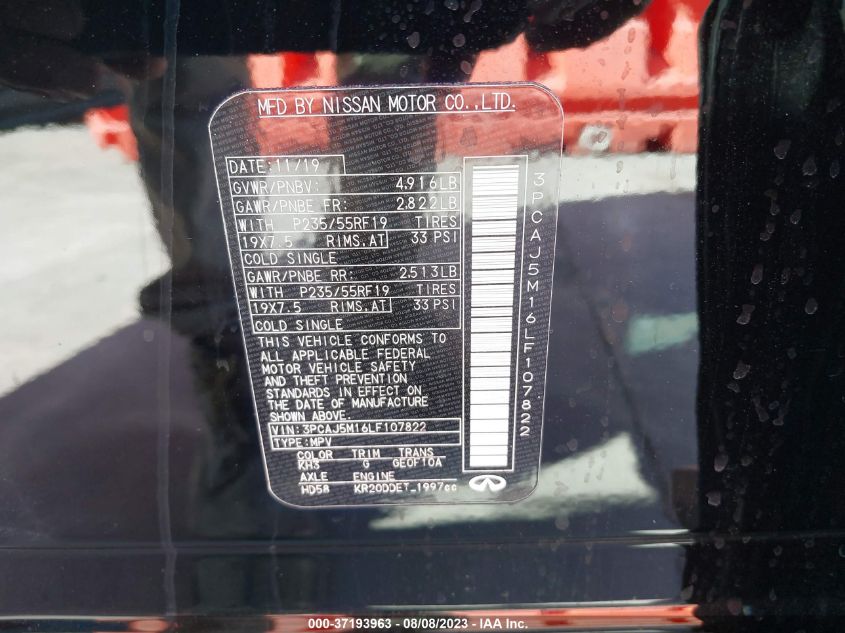 MFD BY NISSAN MOTOR CO.,LTD.
DATE:11/19
GVWR/PNBV: 4.916LB
GAWR/PNBE FR: 2.822LB
WITH P235/55RF19 TIRES
19X7.5 RIMS.AT 33 PSI
COLD SINGLE
GAWR/PNBE RR: 2.513LB
WITH P235/55RF19 TIRES
19X7.5 RIMS.AT 33 PSI
COLD SINGLE
THIS VEHICLE CONFORMS TO
ALL APPLICABLE FEDERAL
MOTOR VEHICLE SAFETY
AND THEFT PREVENTION
STANDARDS IN EFFECT ON
THE DATE OF MANUFACTURE
SHOWN ABOVE.
VIN:3PCAJ5M16LF107822
TYPE:MPV
COLOR TRIM TRANS
KH3 G GE0F10A
AXLE ENGINE
HD58 KR20DDET_1997cc
3PCAJ5M16LF107822
000-37193963 - 08/08/2023 - IAA Inc.